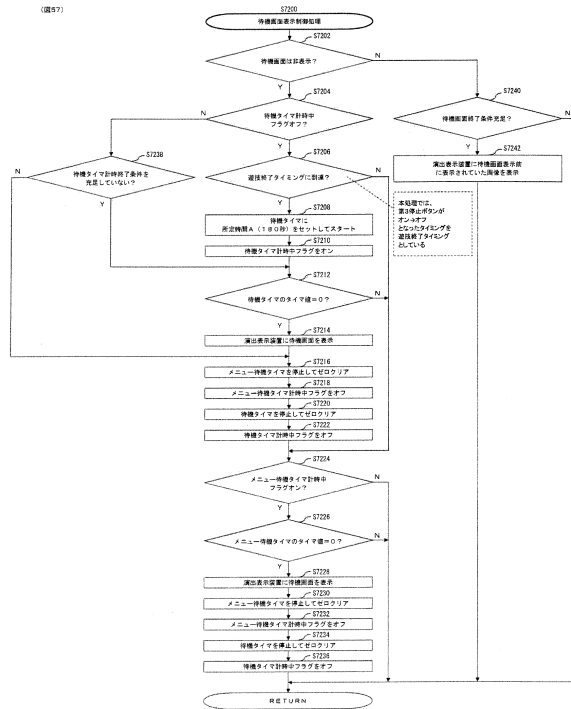 (図57)
S7200
待機画面表示制御処理
S7202
待機画面は非表示?
N
Y
S7204
待機タイマ計時中
フラグオフ?
N
Y
S7240
待機画面終了条件充足?
N
Y
S7242
演出表示装置に待機画面表示前
に表示されていた画像を表示
S7238
待機タイマ計時終了条件を
充足していない?
N
Y
S7206
遊技終了タイミングに到達?
N
Y
本処理では、
第3停止ボタンが
オン→オフ
となったタイミングを
遊技終了タイミング
としている
S7208
待機タイマに
所定時間A(180秒)をセットしてスタート
S7210
待機タイマ計時中フラグをオン
S7212
待機タイマのタイマ値=0?
N
Y
S7214
演出表示装置に待機画面を表示
S7216
メニュー待機タイマを停止してゼロクリア
S7218
メニュー待機タイマ計時中フラグをオフ
S7220
待機タイマを停止してゼロクリア
S7222
待機タイマ計時中フラグをオフ
S7224
メニュー待機タイマ計時中
フラグオン?
N
Y
S7226
メニュー待機タイマのタイマ値=0?
N
Y
S7228
演出表示装置に待機画面を表示
S7230
メニュー待機タイマを停止してゼロクリア
S7232
メニュー待機タイマ計時中フラグをオフ
S7234
待機タイマを停止してゼロクリア
S7236
待機タイマ計時中フラグをオフ
RETURN